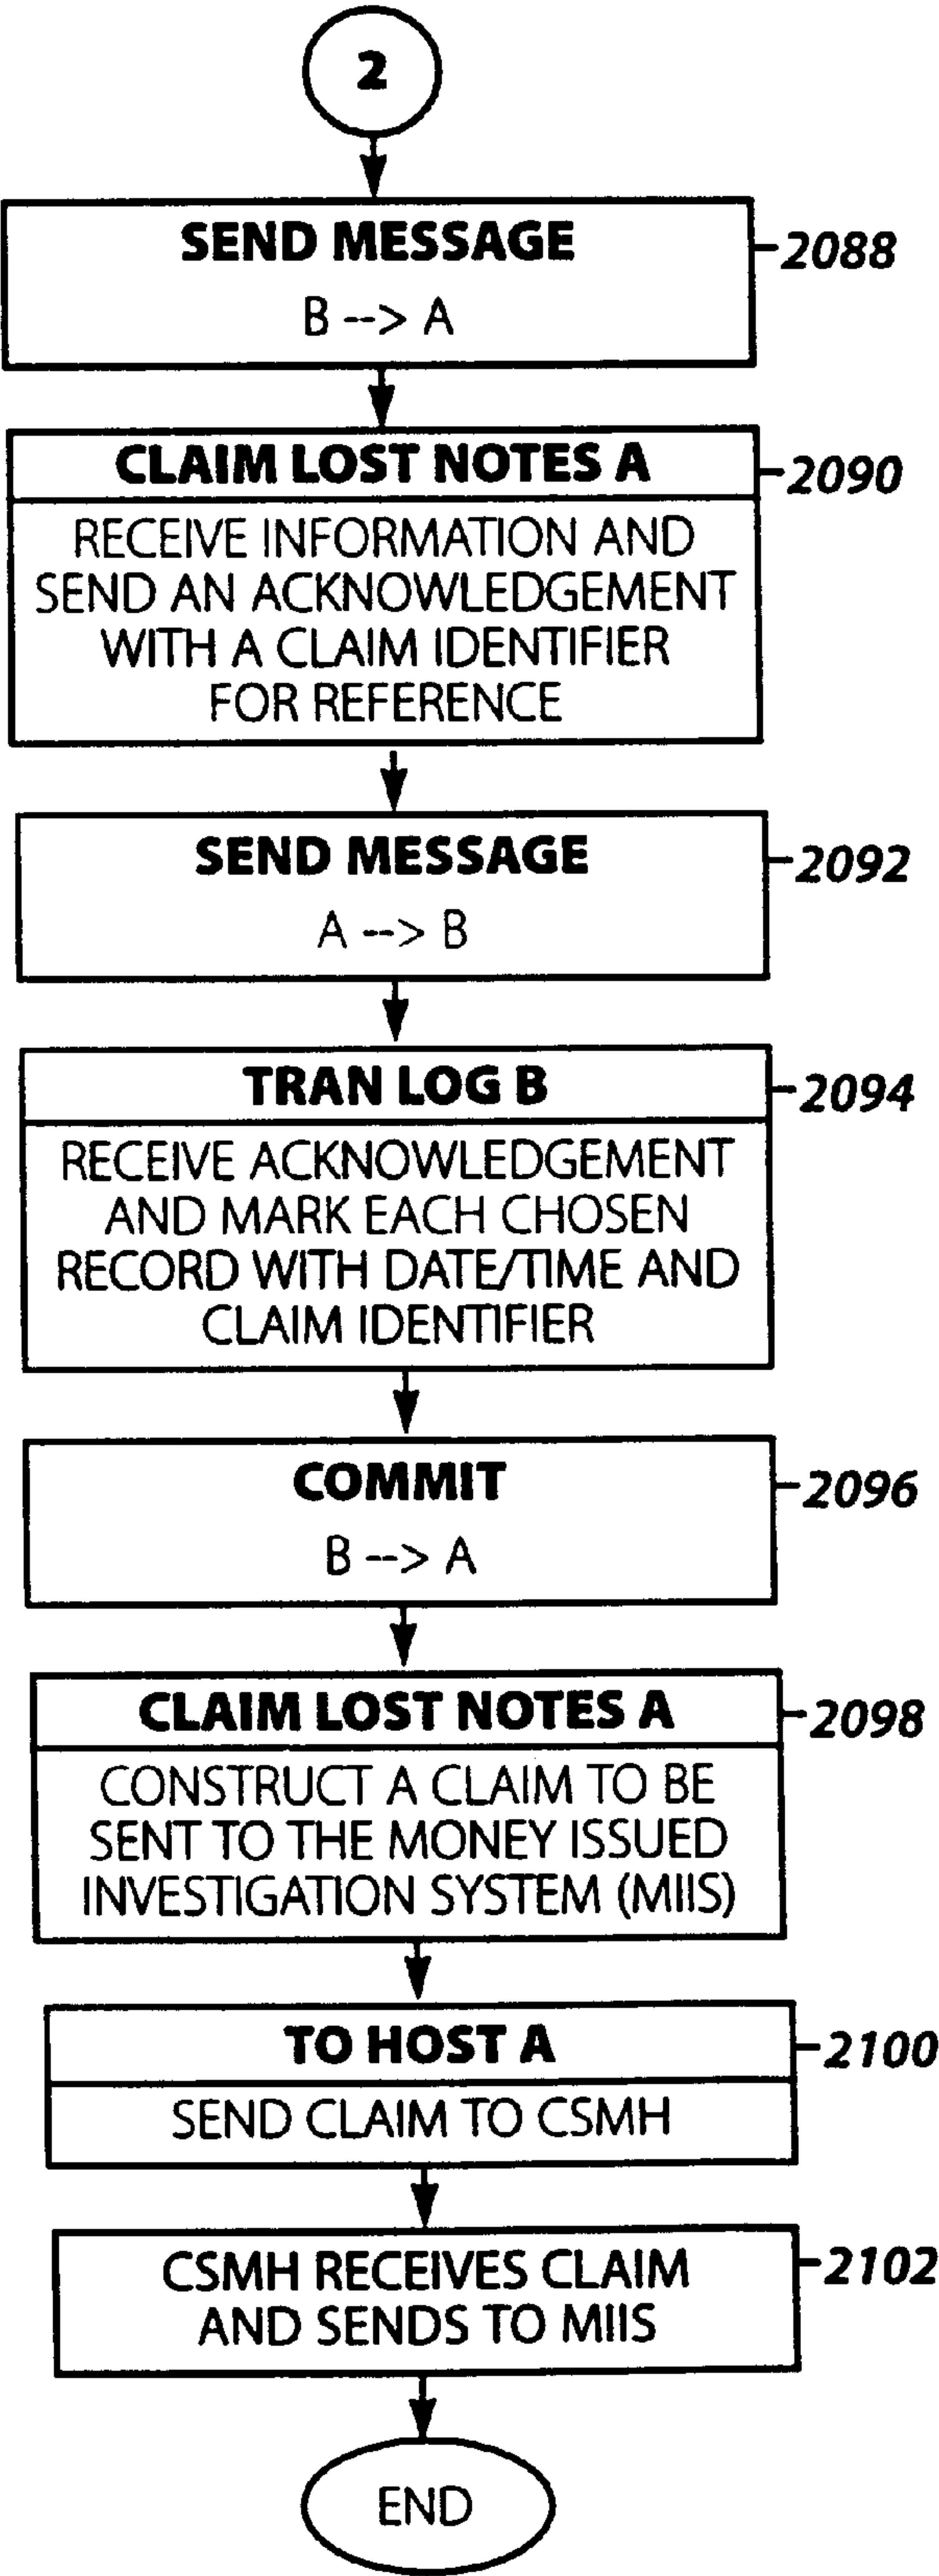 2
SEND MESSAGE
2088
B --> A
CLAIM LOST NOTES A
2090
RECEIVE INFORMATION AND
SEND AN ACKNOWLEDGEMENT
WITH A CLAIM IDENTIFIER
FOR REFERENCE
SEND MESSAGE
2092
A --> B
TRAN LOG B
2094
RECEIVE ACKNOWLEDGEMENT
AND MARK EACH CHOSEN
RECORD WITH DATE/TIME AND
CLAIM IDENTIFIER
COMMIT
2096
B --> A
CLAIM LOST NOTES A
2098
CONSTRUCT A CLAIM TO BE
SENT TO THE MONEY ISSUED
INVESTIGATION SYSTEM (MIIS)
TO HOST A
2100
SEND CLAIM TO CSMH
CSMH RECEIVES CLAIM
2102
AND SENDS TO MIIS
END